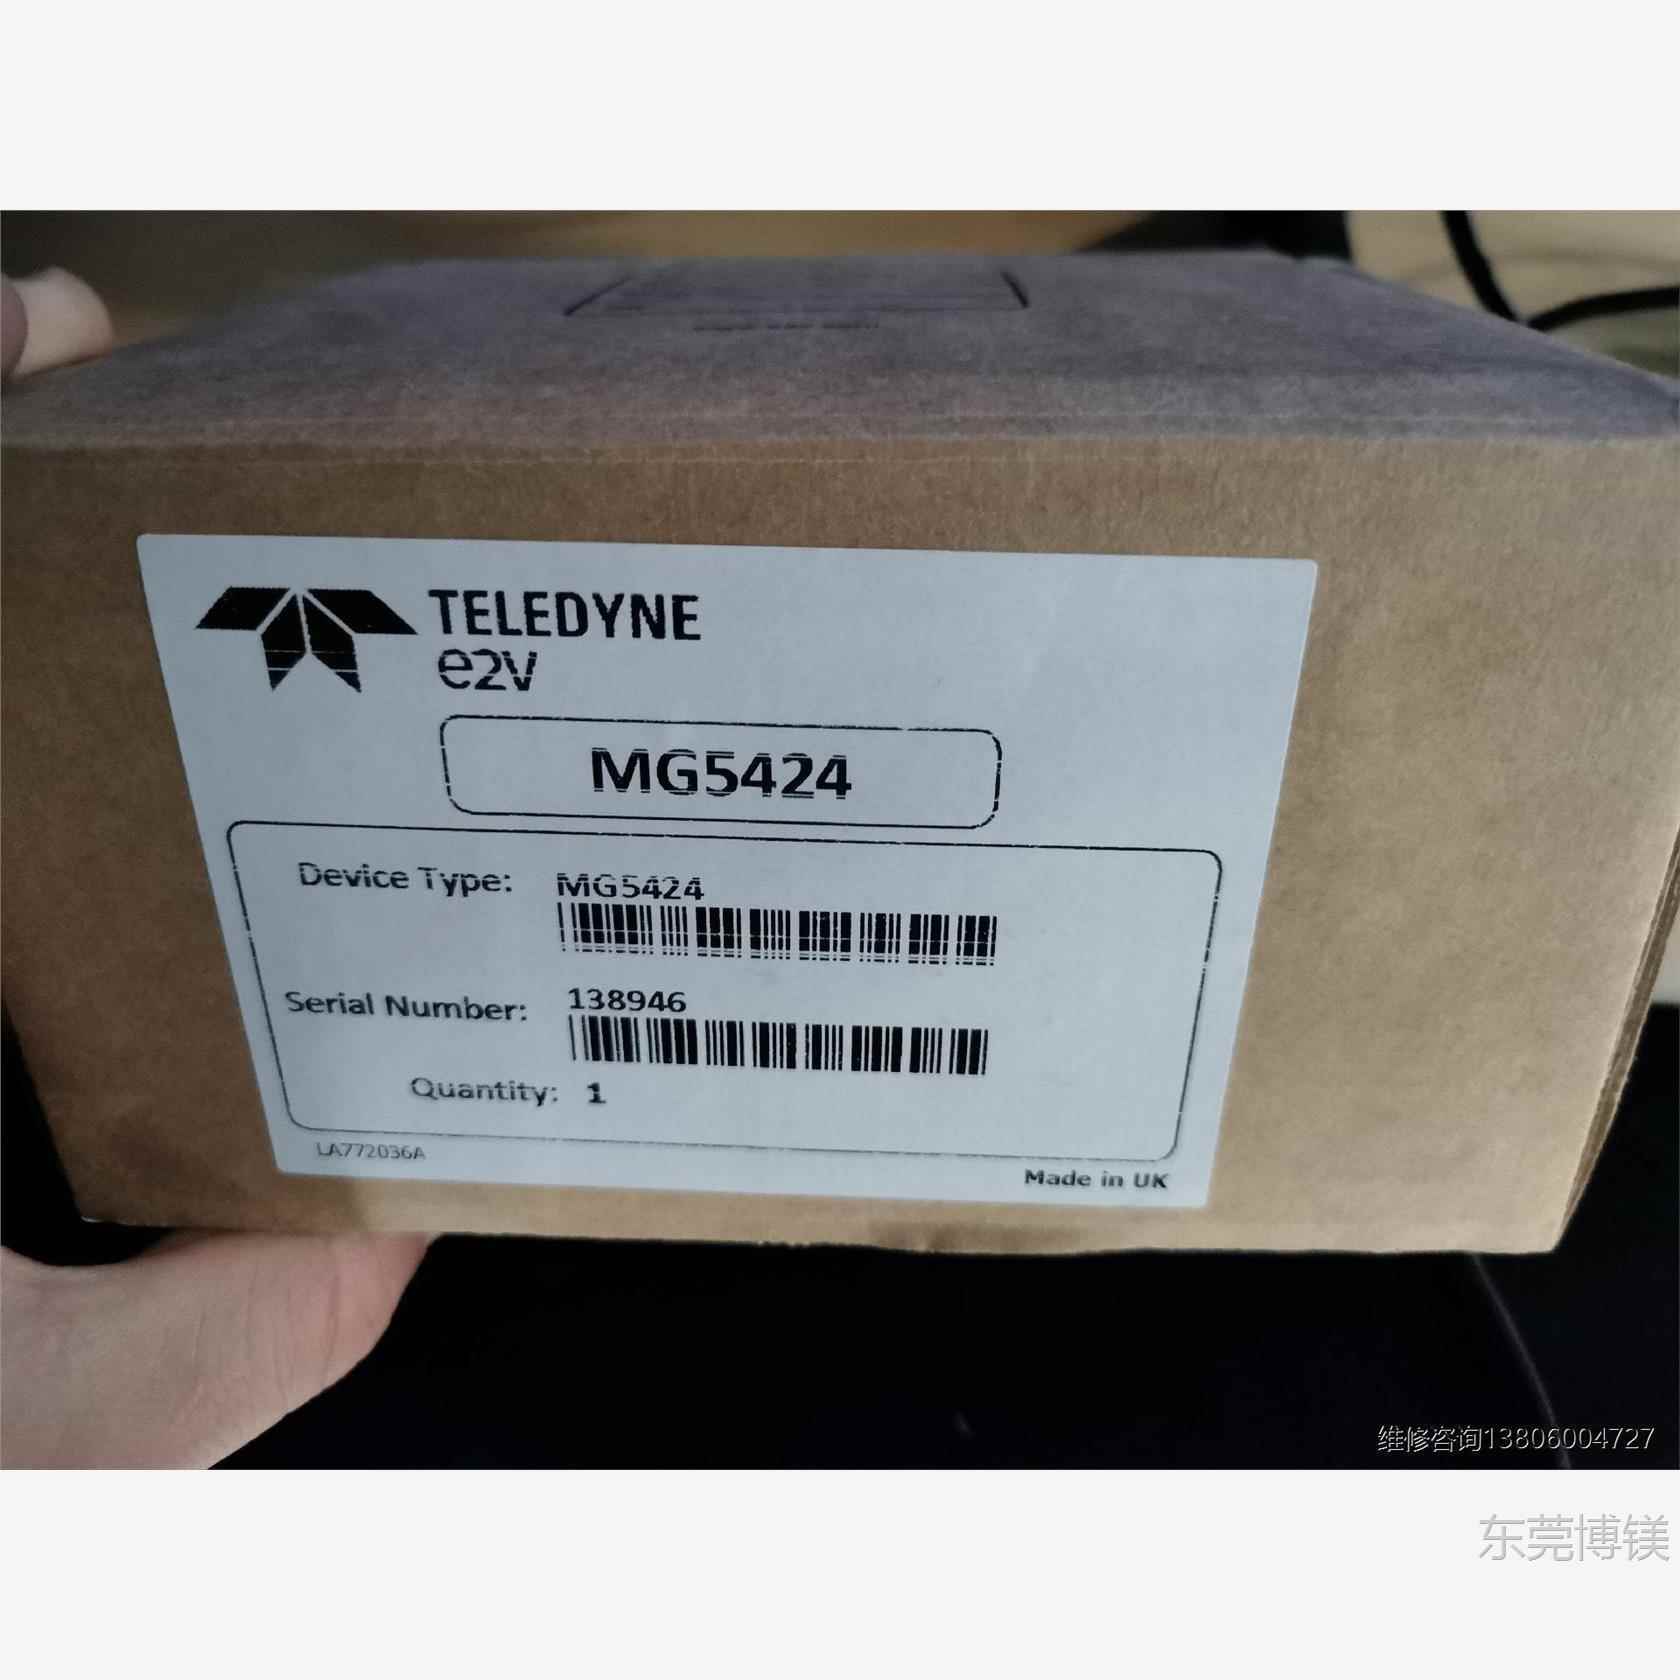 TELEDYNE
e2v
MG5424
Device Type: MG5424
Serial Number: 138946
Quantity: 1
LA772036A
Made in UK
维修咨询13806004727
东莞博镁